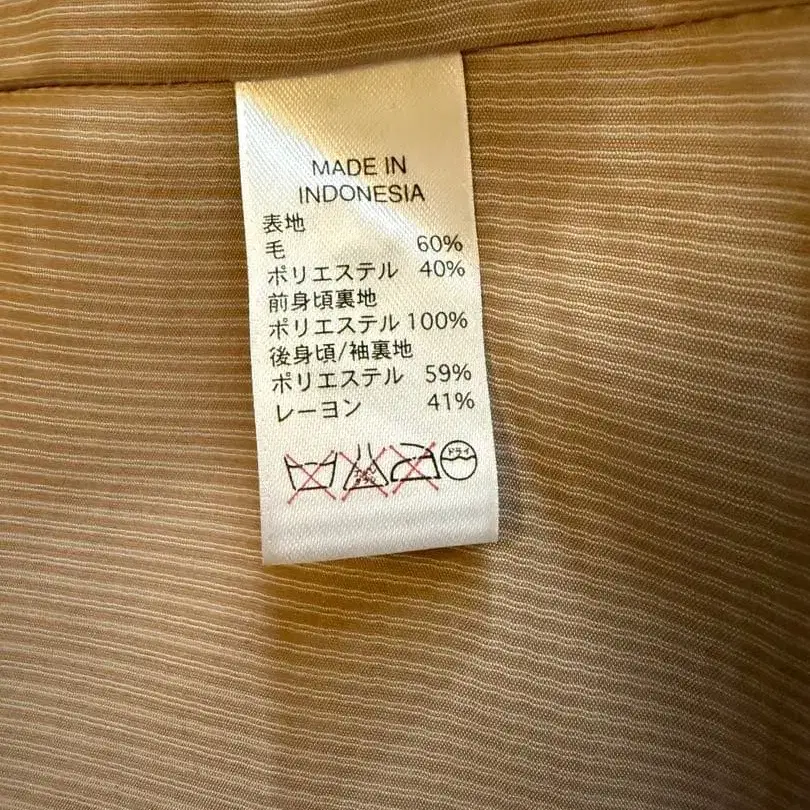 MADE IN
INDONESIA
表地
毛 60%
ポリエステル 40%
前身頃裏地
ポリエステル 100%
後身頃/袖裏地
ポリエステル 59%
レーヨン 41%
ドライ